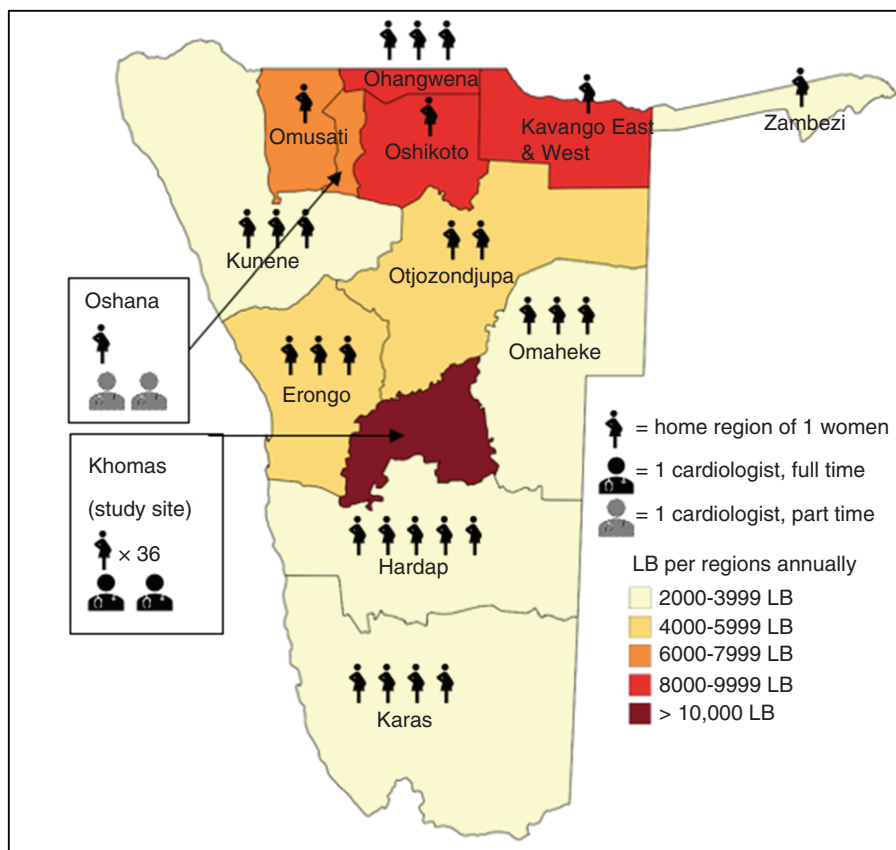 Ohangwena
Omusati
Oshikoto
Kavango East
& West
Zambezi
Kunene
Otjozondjupa
Oshana
Omaheke
Erongo
Khomas
(study site)
× 36
= home region of 1 women
= 1 cardiologist, full time
= 1 cardiologist, part time
Hardap
LB per regions annually
2000-3999 LB
4000-5999 LB
6000-7999 LB
8000-9999 LB
> 10,000 LB
Karas